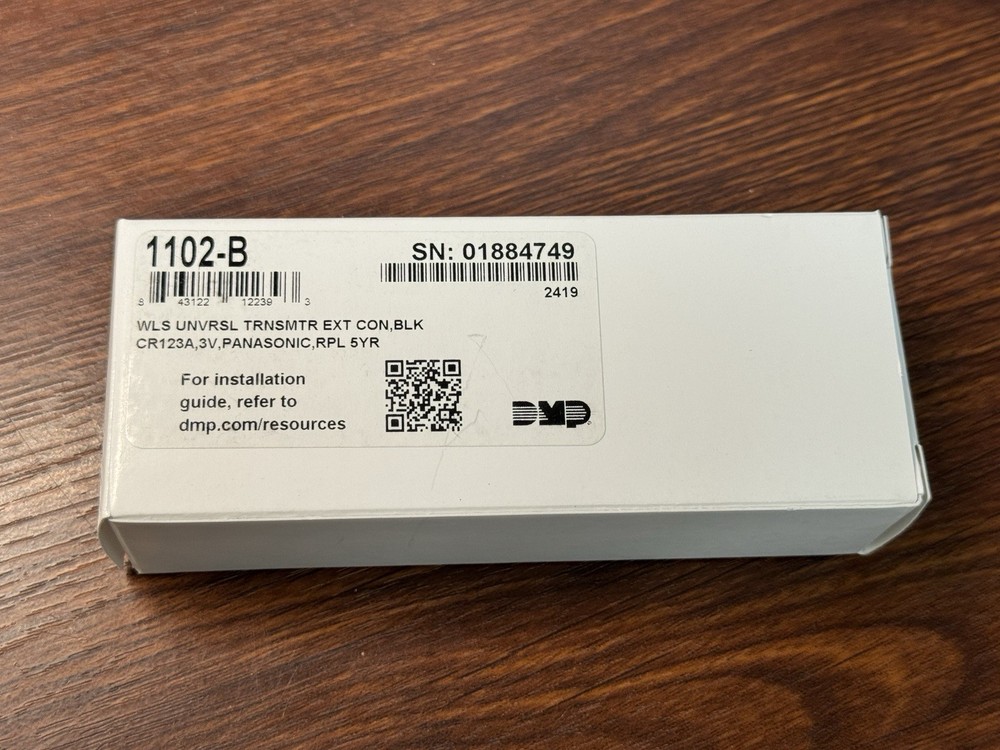 1102-B
SN: 01884749
8 43122 12239 3
2419
WLS UNVRSL TRNSMTR EXT CON,BLK
CR123A,3V,PANASONIC,RPL 5YR
For installation
guide, refer to
dmp.com/resources
DMP®